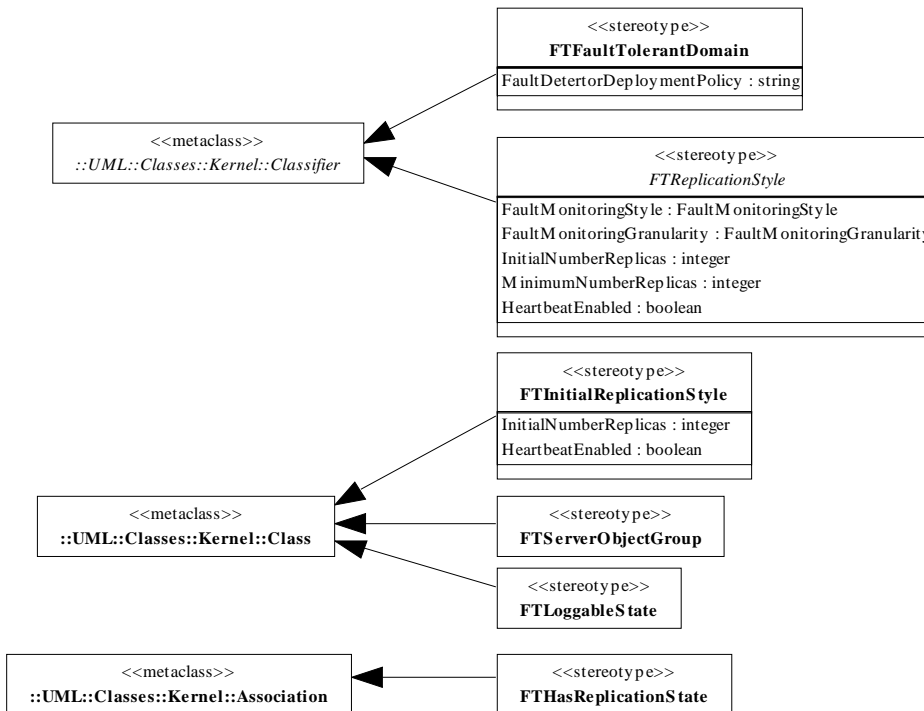 <<stereotype>>
FTFaultTolerantDomain
FaultDetertorDeploymentPolicy : string
<<metaclass>>
::UML::Classes::Kernel::Classifier
<<stereotype>>
FTReplicationStyle
FaultMonitoringStyle : FaultMonitoringStyle
FaultMonitoringGranularity : FaultMonitoringGranularity
InitialNumberReplicas : integer
MinimumNumberReplicas : integer
HeartbeatEnabled : boolean
<<stereotype>>
FTInitialReplicationStyle
InitialNumberReplicas : integer
HeartbeatEnabled : boolean
<<metaclass>>
::UML::Classes::Kernel::Class
<<stereotype>>
FTServerObjectGroup
<<stereotype>>
FTLoggableState
<<metaclass>>
::UML::Classes::Kernel::Association
<<stereotype>>
FTHasReplicationState